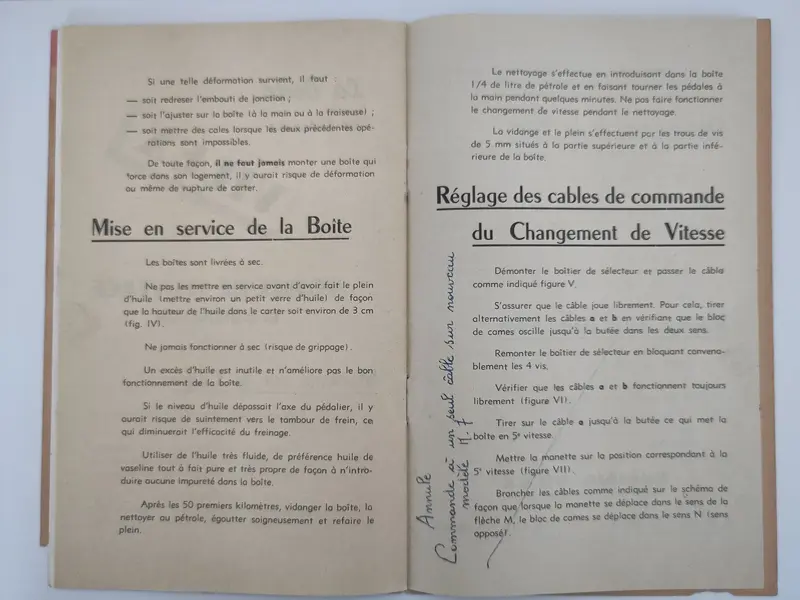 Si une telle déformation survient, il faut :
— soit redresser l'embouti de jonction ;
— soit l'ajuster sur la boîte (à la main ou à la fraiseuse) ;
— soit mettre des cales lorsque les deux précédentes opé-
rations sont impossibles.
De toute façon, il ne faut jamais monter une boîte qui
force dans son logement, il y aurait risque de déformation
ou même de rupture de carter.
Mise en service de la Boîte
Les boîtes sont livrées à sec.
Ne pas les mettre en service avant d'avoir fait le plein
d'huile (mettre environ un petit verre d'huile) de façon
que la hauteur de l'huile dans le carter soit environ de 3 cm
(fig. IV).
Ne jamais fonctionner à sec (risque de grippage).
Un excès d'huile est inutile et n'améliore pas le bon
fonctionnement de la boîte.
Si le niveau d'huile dépassait l'axe du pédalier, il y
aurait risque de suintement vers le tambour de frein, ce
qui diminuerait l'efficacité du freinage.
Utiliser de l'huile très fluide, de préférence huile de
vaseline tout à fait pure et très propre de façon à n'intro-
duire aucune impureté dans la boîte.
Après les 50 premiers kilomètres, vidanger la boîte, la
nettoyer au pétrole, égoutter soigneusement et refaire le
plein.
Le nettoyage s'effectue en introduisant dans la boîte
1/4 de litre de pétrole et en faisant tourner les pédales à
la main pendant quelques minutes. Ne pas faire fonctionner
le changement de vitesse pendant le nettoyage.
La vidange et le plein s'effectuent par les trous de vis
de 5 mm situés à la partie supérieure et à la partie infé-
rieure de la boîte.
Réglage des cables de commande
du Changement de Vitesse
Démonter le boîtier de sélecteur et passer le câble
comme indiqué figure V.
S'assurer que le câble joue librement. Pour cela, tirer
alternativement les câbles a et b en vérifiant que le bloc
de cames oscille jusqu'à la butée dans les deux sens.
Remonter le boîtier de sélecteur en bloquant convena-
blement les 4 vis.
Vérifier que les câbles a et b fonctionnent toujours
librement (figure VI).
Tirer sur le câble a jusqu'à la butée ce qui met la
boîte en 5e vitesse.
Mettre la manette sur la position correspondant à la
5e vitesse (figure VII).
Brancher les câbles comme indiqué sur le schéma de
façon que lorsque la manette se déplace dans le sens de la
flèche M, le bloc de cames se déplace dans le sens N (sens
opposé).
Annule
Commande à un seul câble sur nouveau
modèle M. F